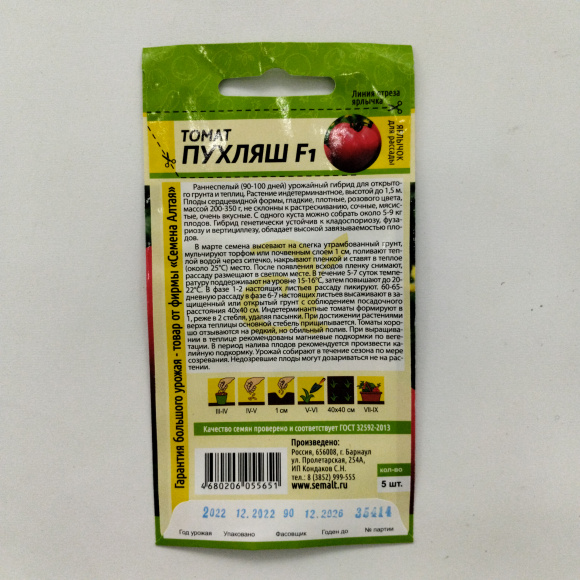 Линия отреза
ярлычка
ЯРЛЫЧОК
для рассады
ТОМАТ
ПУХЛЯШ F1
Гарантия большого урожая - товар от фирмы «Семена Алтая»
Раннеспелый (90-100 дней) урожайный гибрид для открыто-
го грунта и теплиц. Растение индетерминантное, высотой до 1,5 м.
Плоды сердцевидной формы, гладкие, плотные, розового цвета,
массой 200-350 г, не склонны к растрескиванию, сочные, мясис-
тые, очень вкусные. С одного куста можно собрать около 5-9 кг
плодов. Гибрид генетически устойчив к кладоспориозу, фуза-
риозу и вертициллезу, обладает высокой завязываемостью пло-
дов.
В марте семена высевают на слегка утрамбованный грунт,
мульчируют торфом или почвенным слоем 1 см, поливают теп-
лой водой через ситечко, накрывают плёнкой и ставят в теплое
(около 25°С) место. После появления всходов пленку снимают,
рассаду размещают в светлом месте. В течение 5-7 суток темпе-
ратуру поддерживают на уровне 15-16°С, затем повышают до 20-
22°С. В фазе 1-2 настоящих листьев рассаду пикируют. 60-65-
дневную рассаду в фазе 6-7 настоящих листьев высаживают в за-
щищенный или открытый грунт с соблюдением посадочного
расстояния 40х40 см. Индетерминантные томаты формируют в
1, реже в 2 стебля, удаляя пасынки. При достижении растениями
верха теплицы основной стебель прищипывается. Томаты хоро-
шо отзываются на редкий, но обильный полив. При выращива-
нии в теплице рекомендованы магниевые подкормки по вегета-
ции. В период налива плодов рекомендуется произвести ка-
лийную подкормку. Урожай собирают в течение сезона по мере
созревания. Недозревшие плоды могут дозариваться не на рас-
тении.
III-IV IV-V 1 см V-VI 40х40 см VII-IX
Качество семян проверено и соответствует ГОСТ 32592-2013
Произведено:
Россия, 656008, г. Барнаул
ул. Пролетарская, 254А,
ИП Кондаков С.Н.
тел.: 8 (3852) 999-555
www.semalt.ru
4680206055651
кол-во
5 шт.
2022 12.2022 90 12.2026 35414
Год урожая Упаковано Фасовщик Годен до № партии